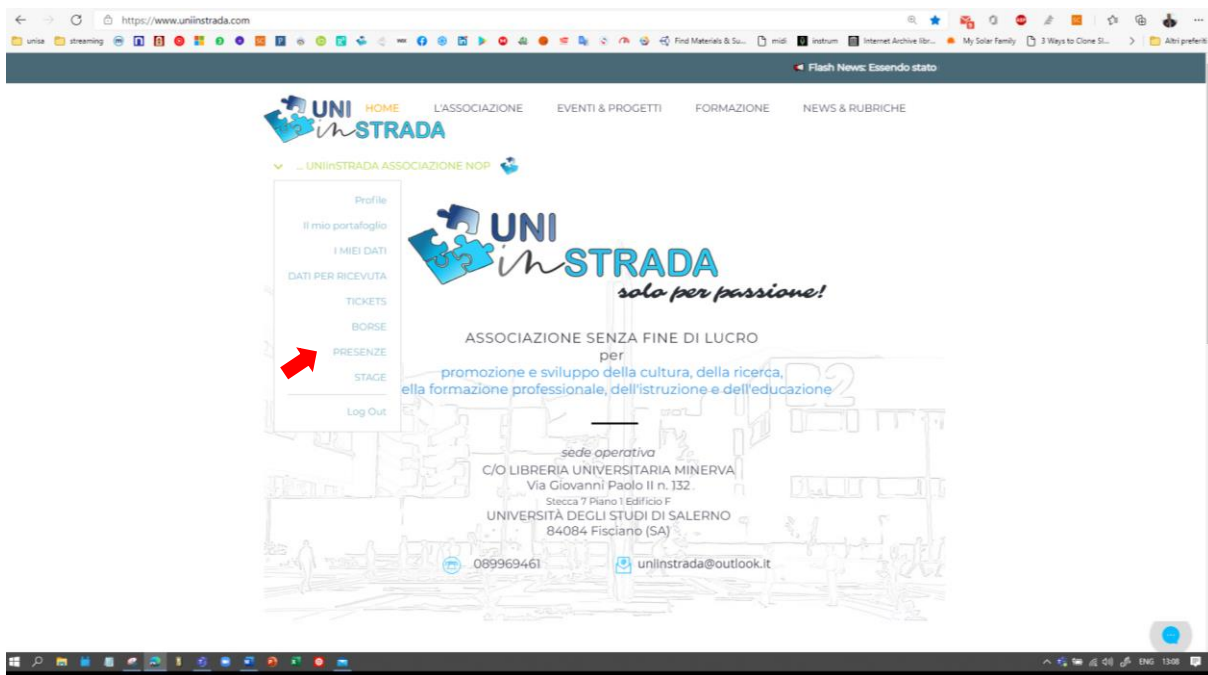 https://www.uniinstrada.com
unisa streaming Find Materials & Su... midi instrum Internet Archive libr... My Solar Family 3 Ways to Clone Sl... Altri preferiti
Flash News: Essendo stato
UNI
inSTRADA
HOME L'ASSOCIAZIONE EVENTI & PROGETTI FORMAZIONE NEWS & RUBRICHE
... UNIinSTRADA ASSOCIAZIONE NOP
Profile
Il mio portafoglio
I MIEI DATI
DATI PER RICEVUTA
TICKETS
BORSE
PRESENZE
STAGE
Log Out
UNI
inSTRADA
solo per passione!
ASSOCIAZIONE SENZA FINE DI LUCRO
per
promozione e sviluppo della cultura, della ricerca,
ella formazione professionale, dell'istruzione e dell'educazione
sede operativa
C/O LIBRERIA UNIVERSITARIA MINERVA
Via Giovanni Paolo II n. 132
Stecca 7 Piano 1 Edificio F
UNIVERSITÀ DEGLI STUDI DI SALERNO
84084 Fisciano (SA)
089969461 uniinstrada@outlook.it
ENG 13:08